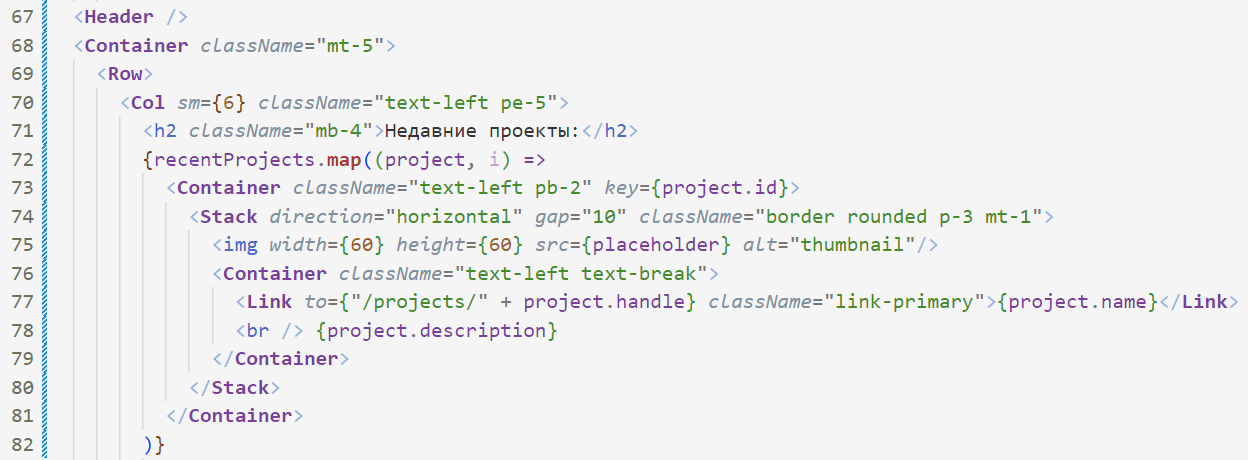 67 <Header />
68 <Container className="mt-5">
69 <Row>
70 <Col sm={6} className="text-left pe-5">
71 <h2 className="mb-4">Недавние проекты:</h2>
72 {recentProjects.map((project, i) =>
73 <Container className="text-left pb-2" key={project.id}>
74 <Stack direction="horizontal" gap="10" className="border rounded p-3 mt-1">
75 <img width={60} height={60} src={placeholder} alt="thumbnail"/>
76 <Container className="text-left text-break">
77 <Link to={"/projects/" + project.handle} className="link-primary">{project.name}</Link>
78 <br /> {project.description}
79 </Container>
80 </Stack>
81 </Container>
82 )}